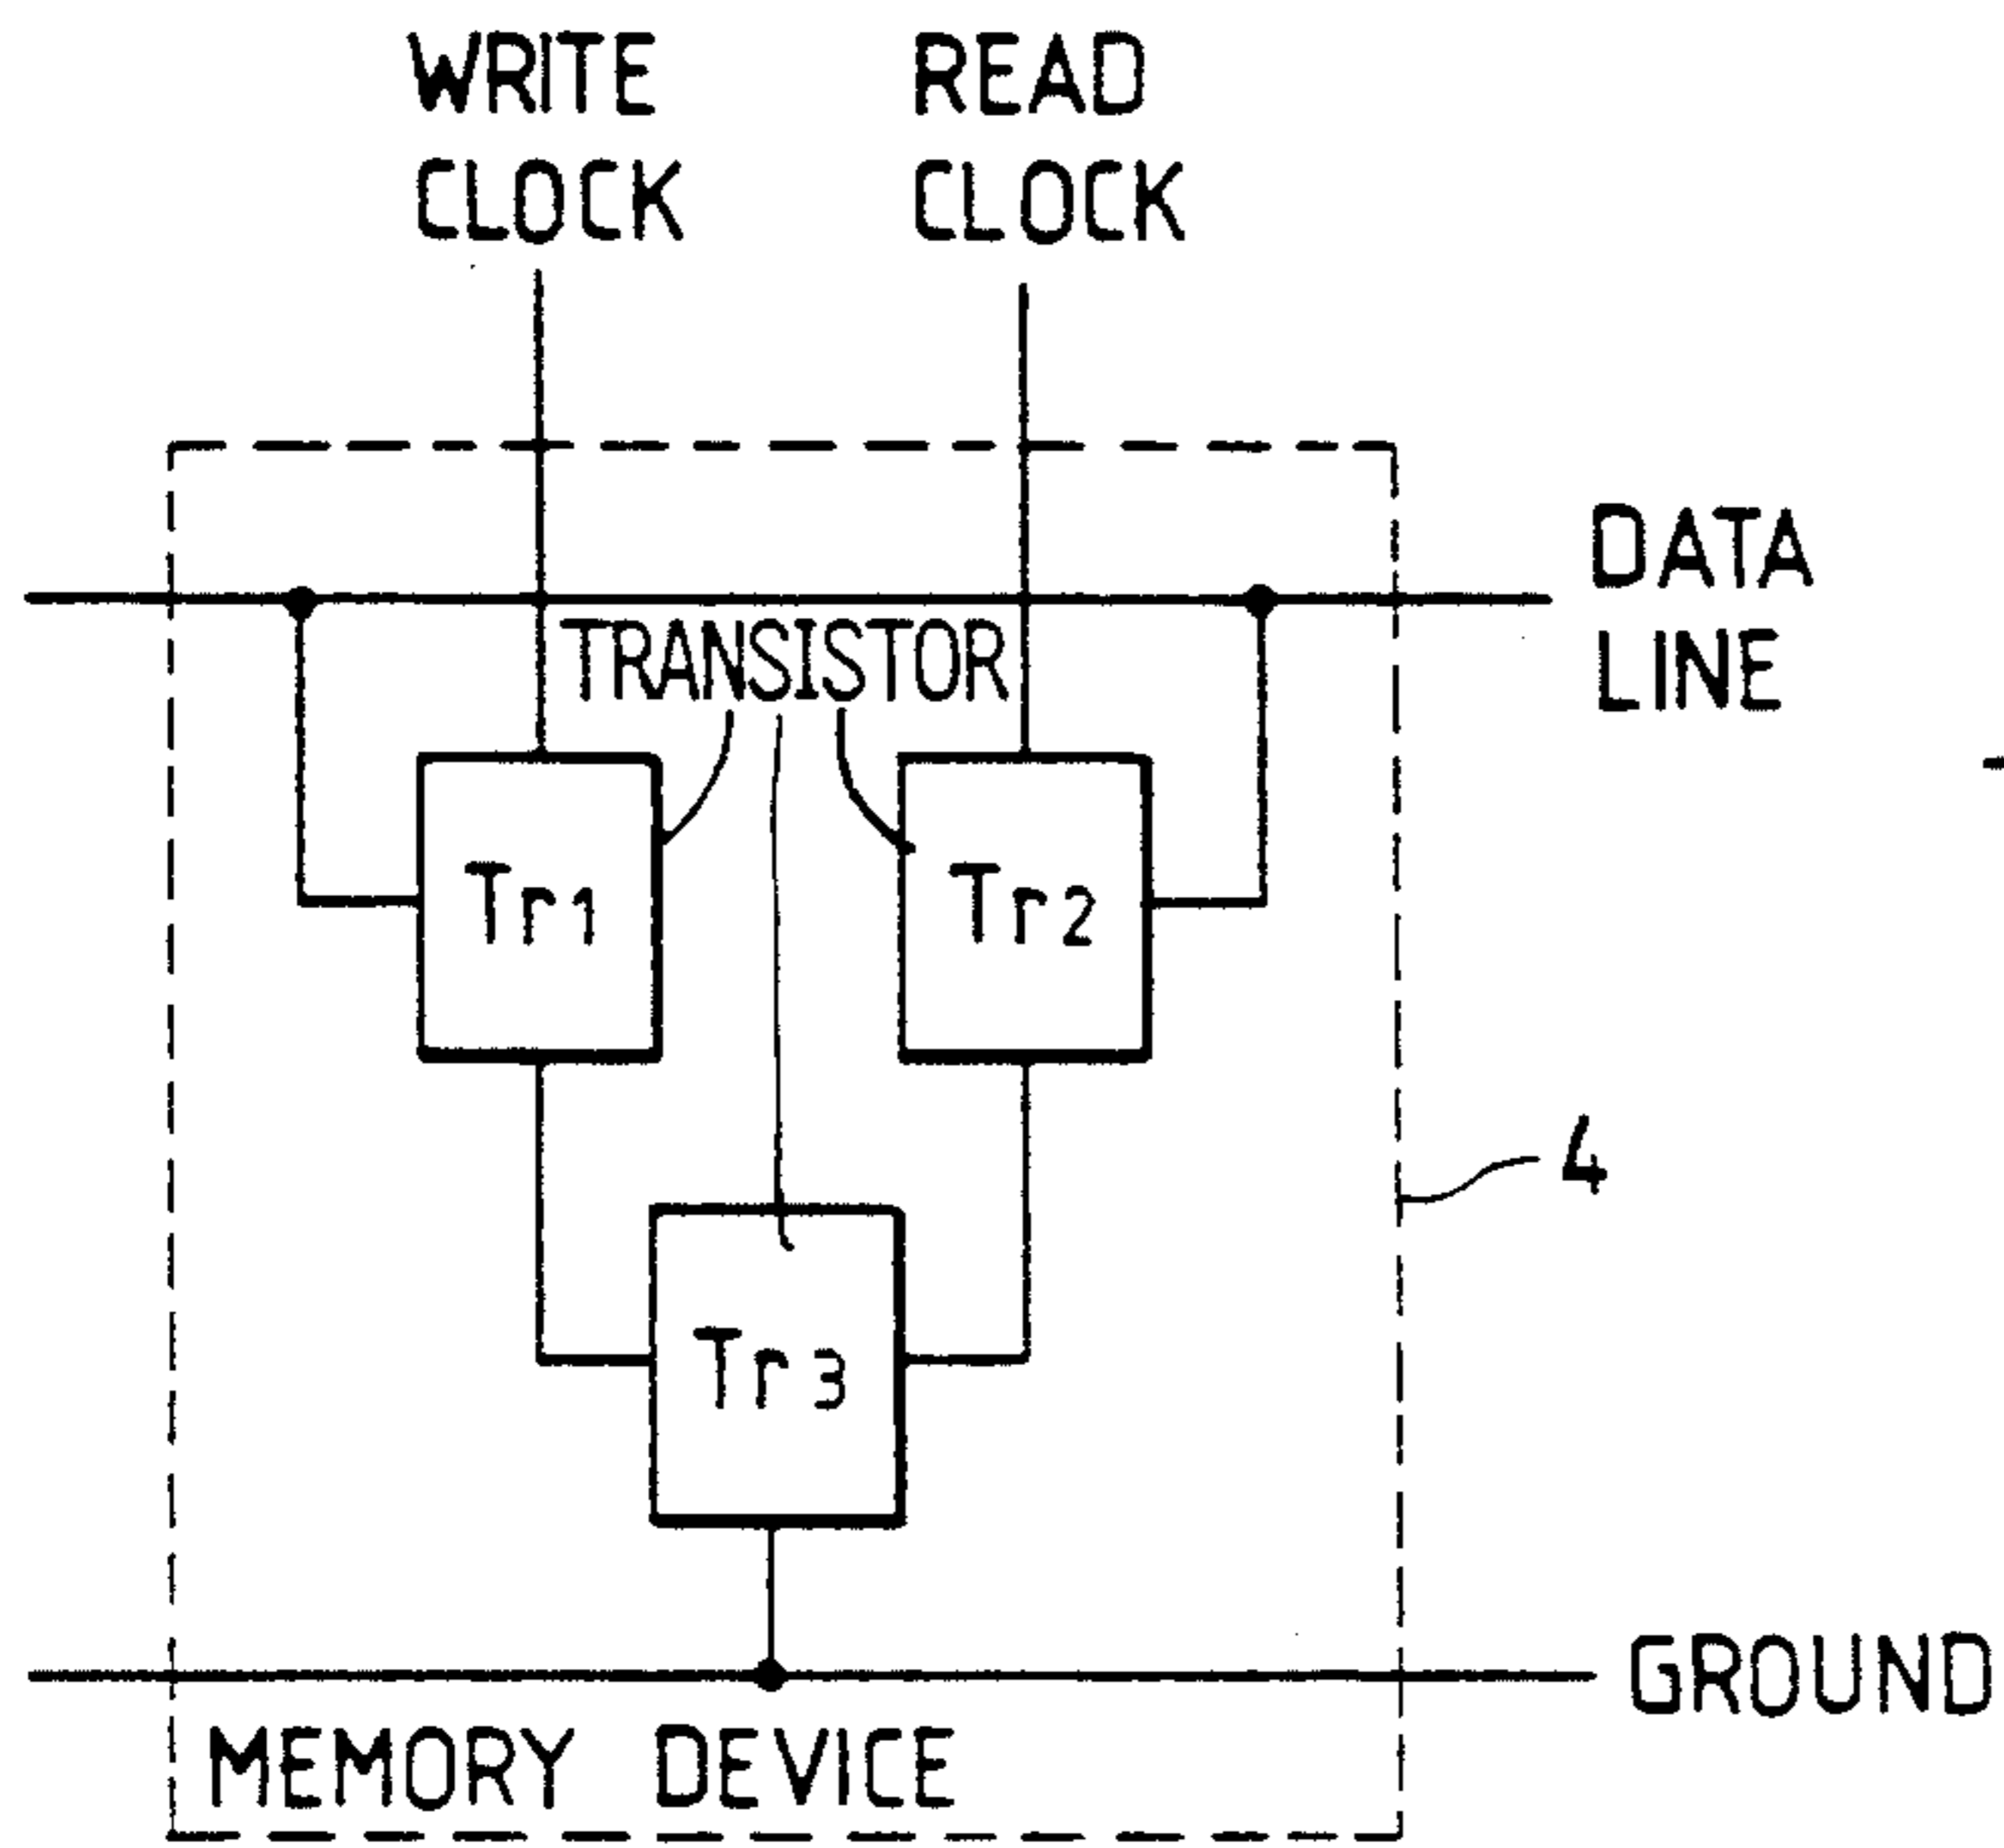 WRITE
CLOCK
READ
CLOCK
DATA
LINE
TRANSISTOR
Tr1
Tr2
4
Tr3
GROUND
MEMORY DEVICE